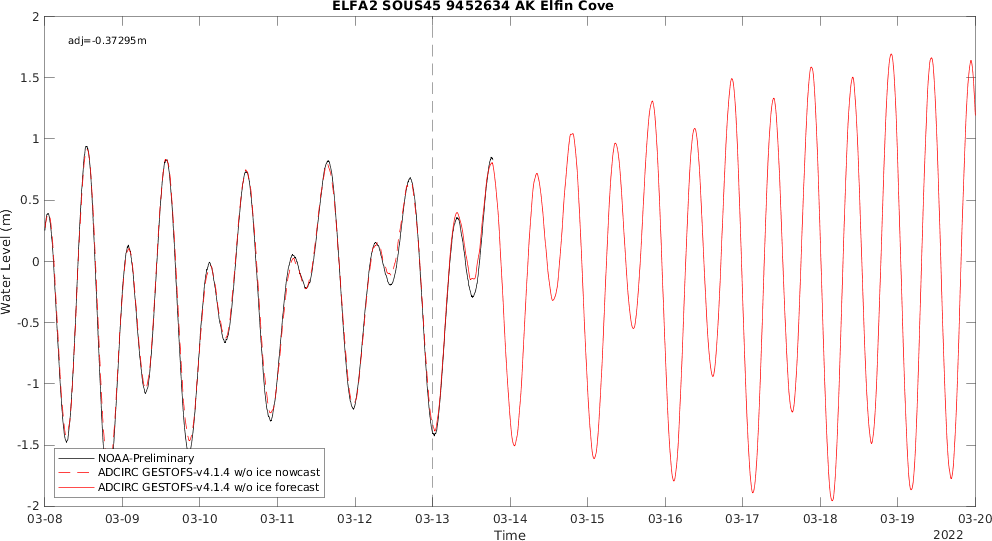 ELFA2 SOUS45 9452634 AK Elfin Cove
adj=-0.37295m
2
1.5
1
0.5
0
-0.5
-1
-1.5
-2
Water Level (m)
NOAA-Preliminary
ADCIRC GESTOFS-v4.1.4 w/o ice nowcast
ADCIRC GESTOFS-v4.1.4 w/o ice forecast
03-08 03-09 03-10 03-11 03-12 03-13 03-14 03-15 03-16 03-17 03-18 03-19 03-20
Time
2022